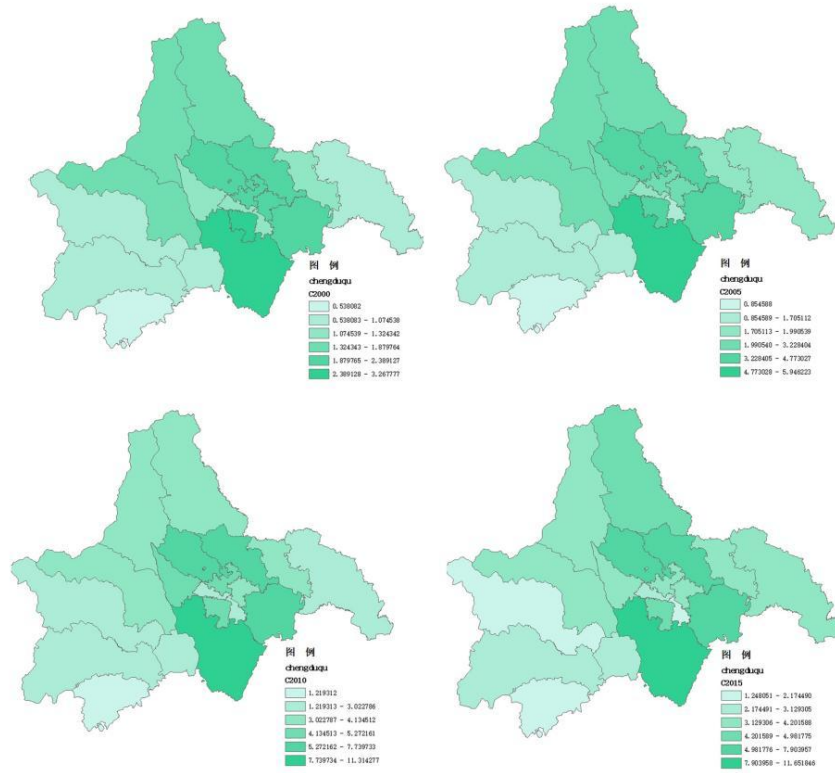 图 例
chengduqu
C2000
0.538082
0.538083 - 1.074538
1.074539 - 1.324342
1.324343 - 1.879764
1.879765 - 2.389127
2.389128 - 3.267777
图 例
chengduqu
C2005
0.854588
0.854589 - 1.705112
1.705113 - 1.990539
1.990540 - 3.228404
3.228405 - 4.773027
4.773028 - 5.946223
图 例
chengduqu
C2010
1.219312
1.219313 - 3.022786
3.022787 - 4.134512
4.134513 - 5.272161
5.272162 - 7.739733
7.739734 - 11.314277
图 例
chengduqu
C2015
1.248051 - 2.174490
2.174491 - 3.129305
3.129306 - 4.201588
4.201589 - 4.981775
4.981776 - 7.903957
7.903958 - 11.651846